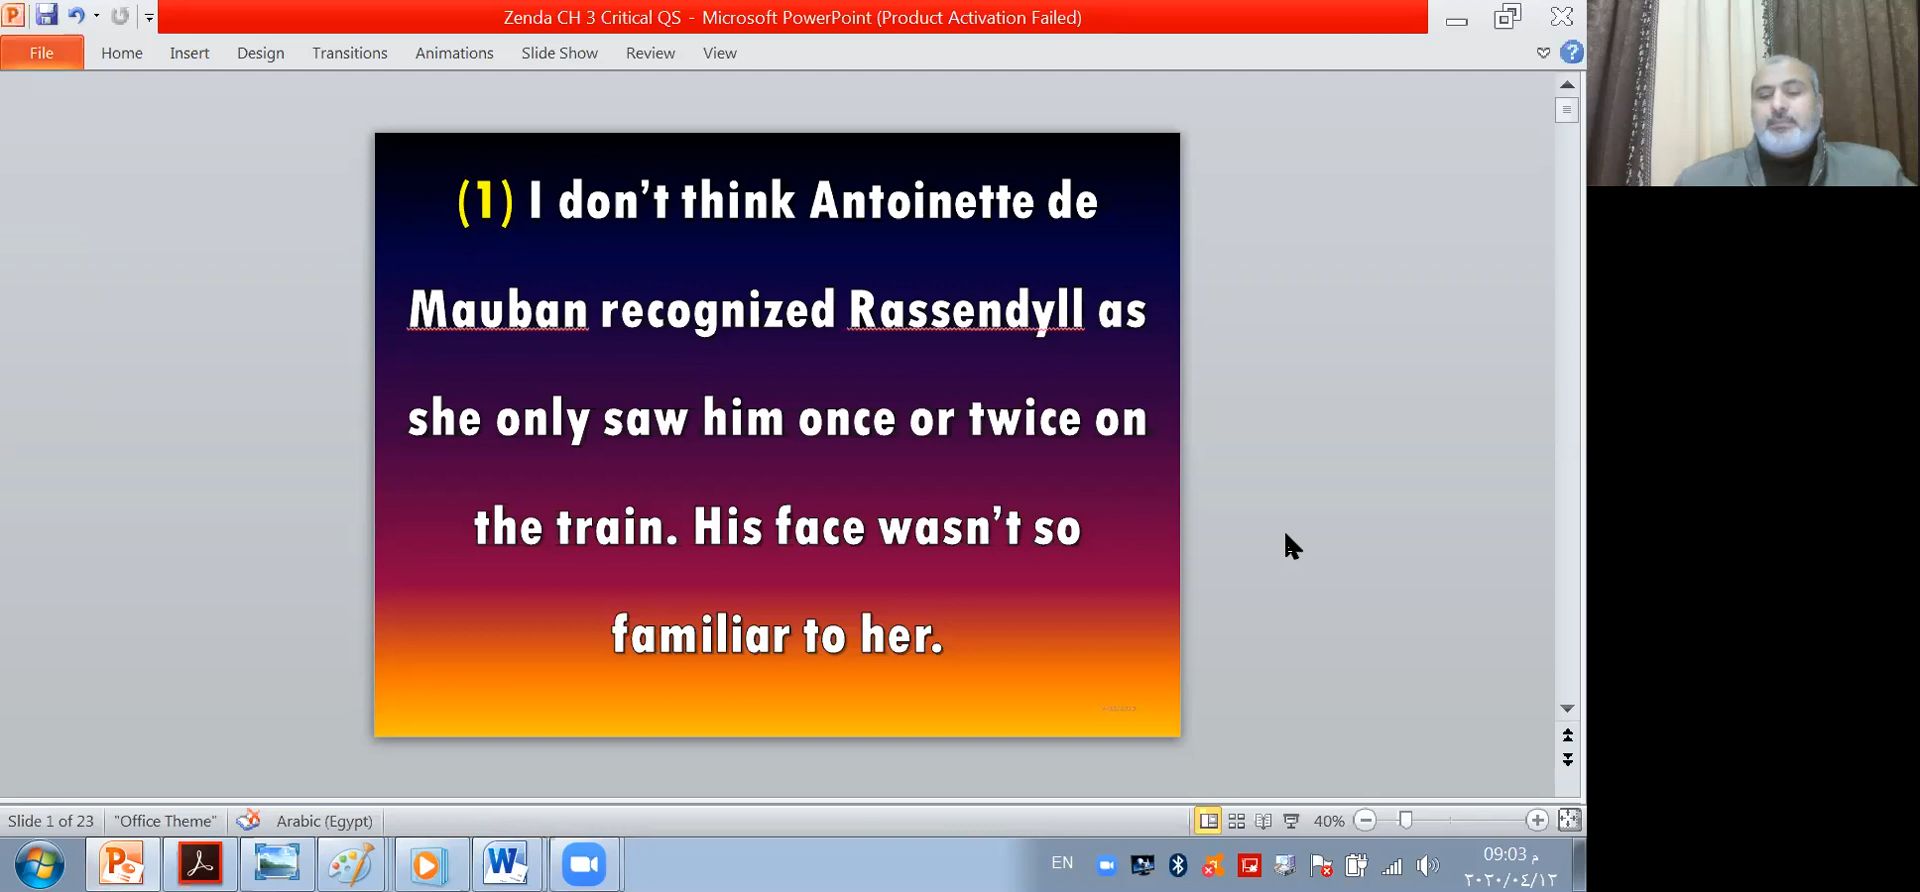 Zenda CH 3 Critical QS - Microsoft PowerPoint (Product Activation Failed)
File Home Insert Design Transitions Animations Slide Show Review View
(1) I don't think Antoinette de
Mauban recognized Rassendyll as
she only saw him once or twice on
the train. His face wasn't so
familiar to her.
Slide 1 of 23 "Office Theme" Arabic (Egypt) 40%
EN 09:03 م
٢٠٢٠/٠٤/١٢